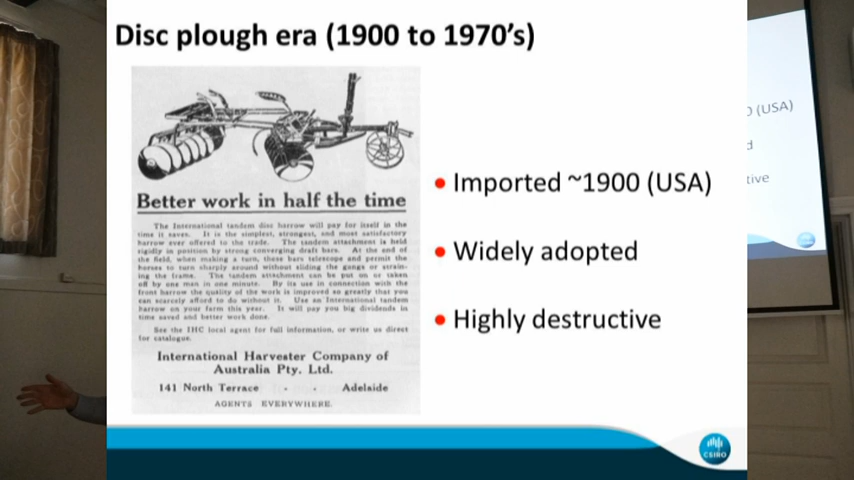 Disc plough era (1900 to 1970's)
Better work in half the time
The International tandem disc harrow will pay for itself in the
time it saves. It is the simplest, strongest, and most satisfactory
harrow ever offered to the trade. The tandem attachment is held
rigidly in position by strong converging draft bars. At the end of
the field, when making a turn, these bars telescope and permit the
horses to turn sharply around without sliding the gangs or strain-
ing the frame. The tandem attachment can be put on or taken
off by one man in one minute. By its use in connection with the
front harrow the quality of the work is improved so greatly that you
can scarcely afford to do without it. Use an International tandem
harrow on your farm this year. It will pay you big dividends in
time saved and better work done.
See the IHC local agent for full information, or write us direct
for catalogue.
International Harvester Company of
Australia Pty. Ltd.
141 North Terrace - - Adelaide
AGENTS EVERYWHERE.
• Imported ~1900 (USA)
• Widely adopted
• Highly destructive
CSIRO
(USA)
d
tive